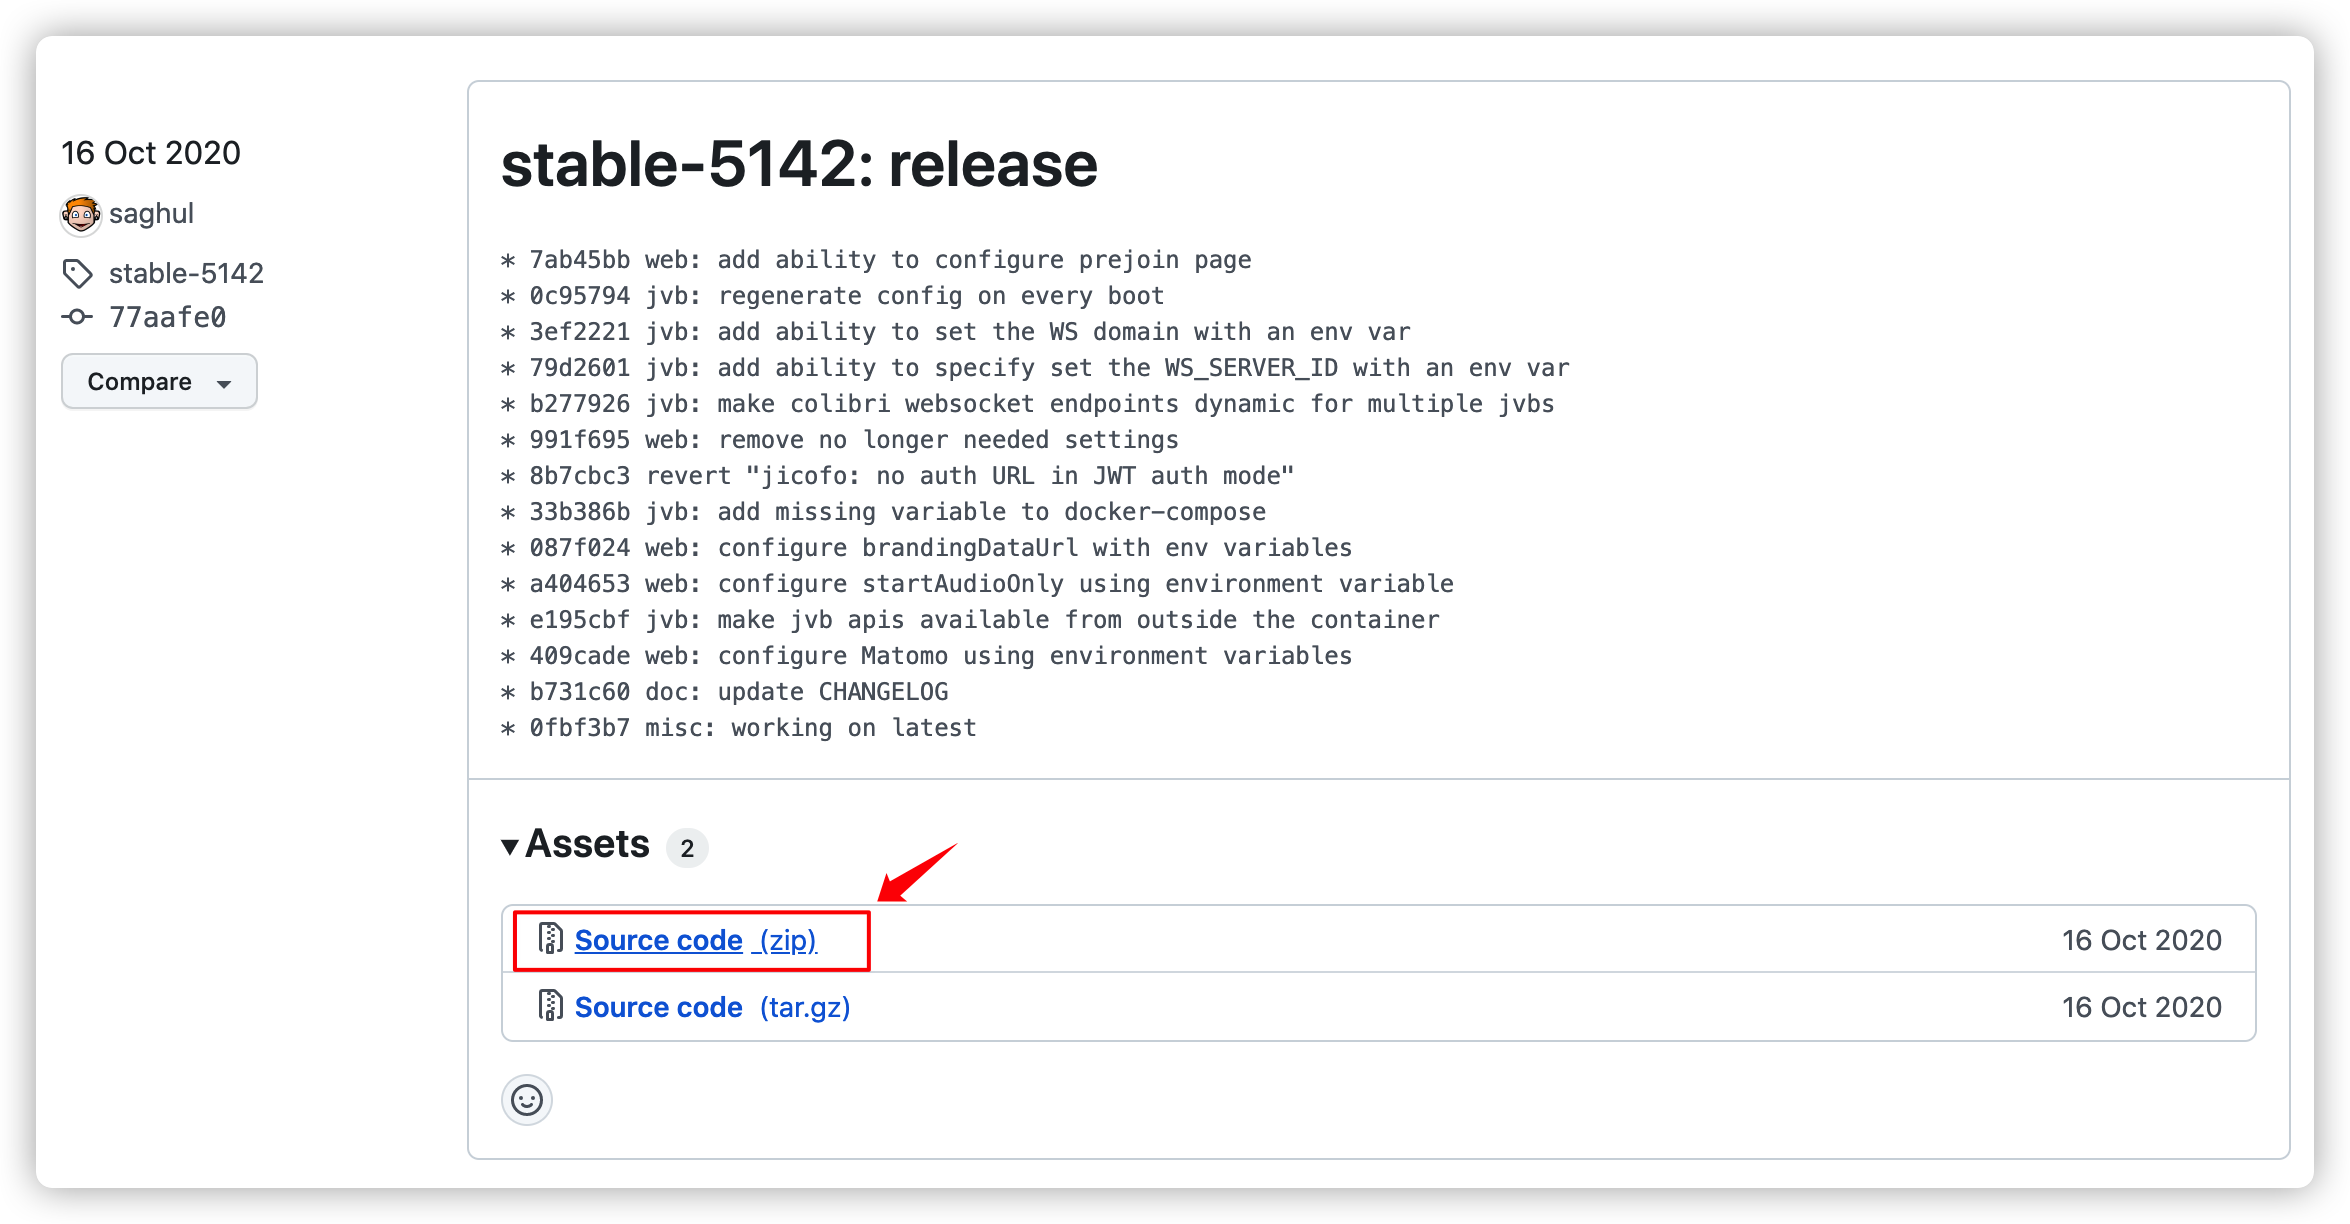 16 Oct 2020
saghul
stable-5142
77aafe0
Compare
stable-5142: release
* 7ab45bb web: add ability to configure prejoin page
* 0c95794 jvb: regenerate config on every boot
* 3ef2221 jvb: add ability to set the WS domain with an env var
* 79d2601 jvb: add ability to specify set the WS_SERVER_ID with an env var
* b277926 jvb: make colibri websocket endpoints dynamic for multiple jvbs
* 991f695 web: remove no longer needed settings
* 8b7cbc3 revert "jicofo: no auth URL in JWT auth mode"
* 33b386b jvb: add missing variable to docker-compose
* 087f024 web: configure brandingDataUrl with env variables
* a404653 web: configure startAudioOnly using environment variable
* e195cbf jvb: make jvb apis available from outside the container
* 409cade web: configure Matomo using environment variables
* b731c60 doc: update CHANGELOG
* 0fbf3b7 misc: working on latest
Assets 2
Source code (zip) 16 Oct 2020
Source code (tar.gz) 16 Oct 2020